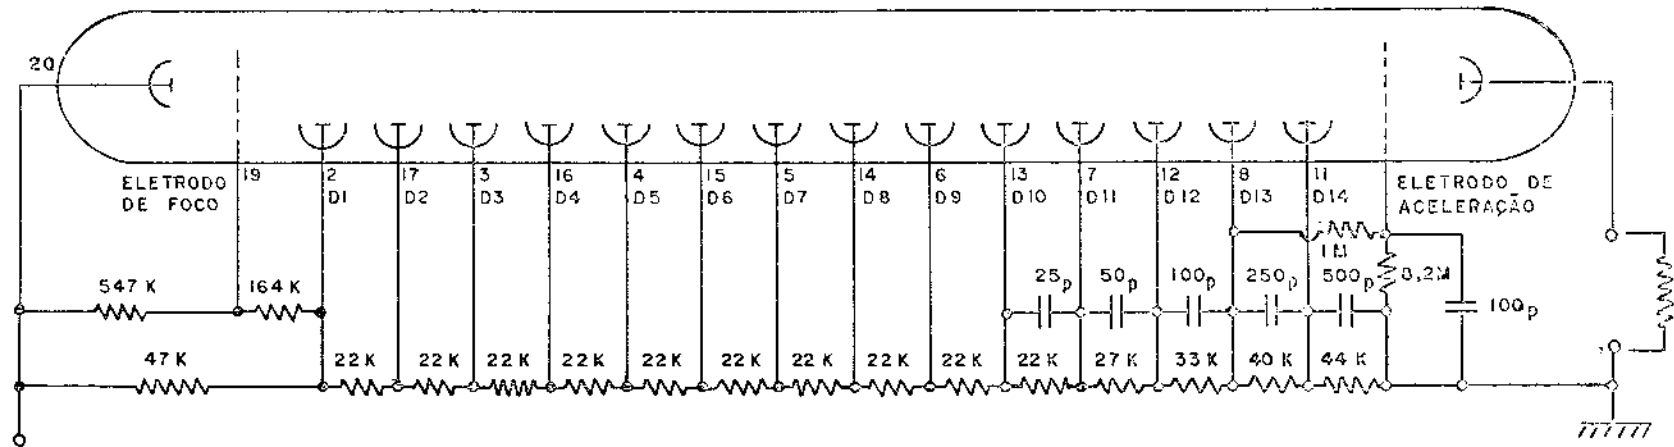 20
19
2
17
3
16
4
15
5
14
6
13
7
12
8
11
ELETRODO
DE FOCO
D1
D2
D3
D4
D5
D6
D7
D8
D9
D10
D11
D12
D13
D14
ELETRODO DE
ACELERAÇÃO
1M
547 K
164 K
25p
50p
100p
250p
500p
8,2M
100p
47 K
22 K
22 K
22 K
22 K
22 K
22 K
22 K
22 K
22 K
22 K
27 K
33 K
40 K
44 K